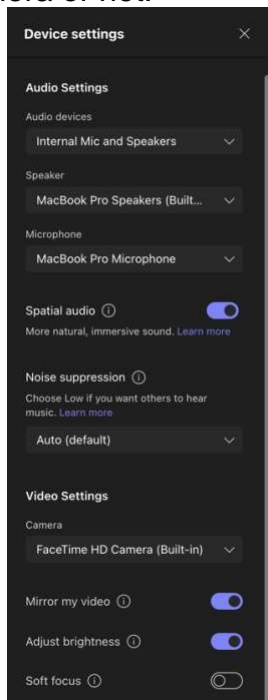 Device settings
Audio Settings
Audio devices
Internal Mic and Speakers
Speaker
MacBook Pro Speakers (Built...
Microphone
MacBook Pro Microphone
Spatial audio
More natural, immersive sound. Learn more
Noise suppression
Choose Low if you want others to hear
music. Learn more
Auto (default)
Video Settings
Camera
FaceTime HD Camera (Built-in)
Mirror my video
Adjust brightness
Soft focus